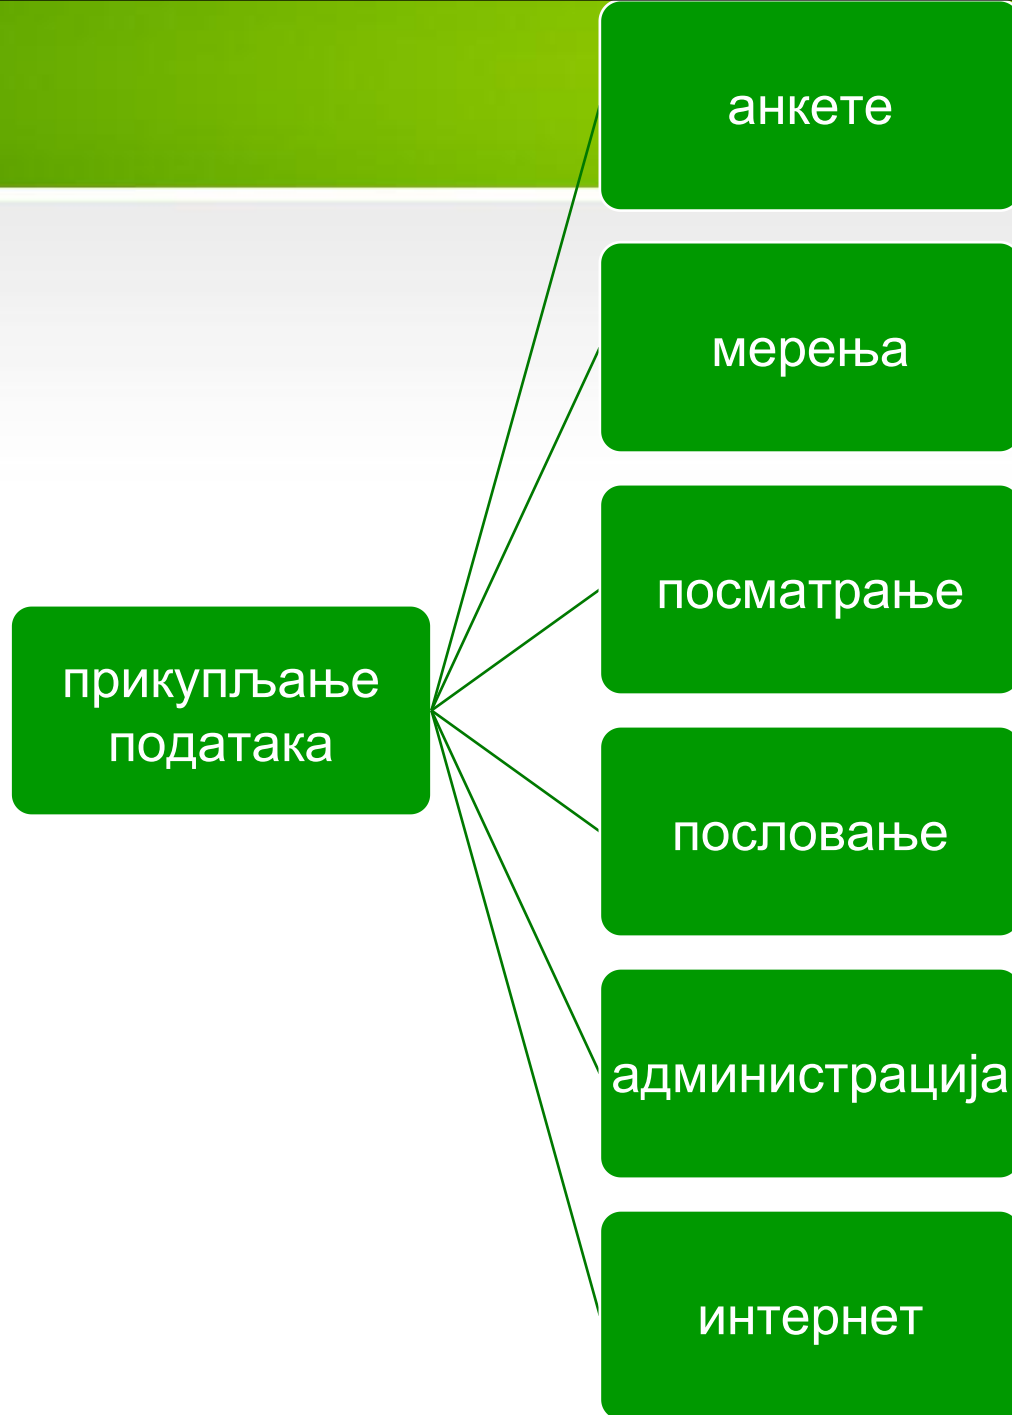 анкете
мерења
посматрање
прикупљање
података
пословање
администрација
интернет